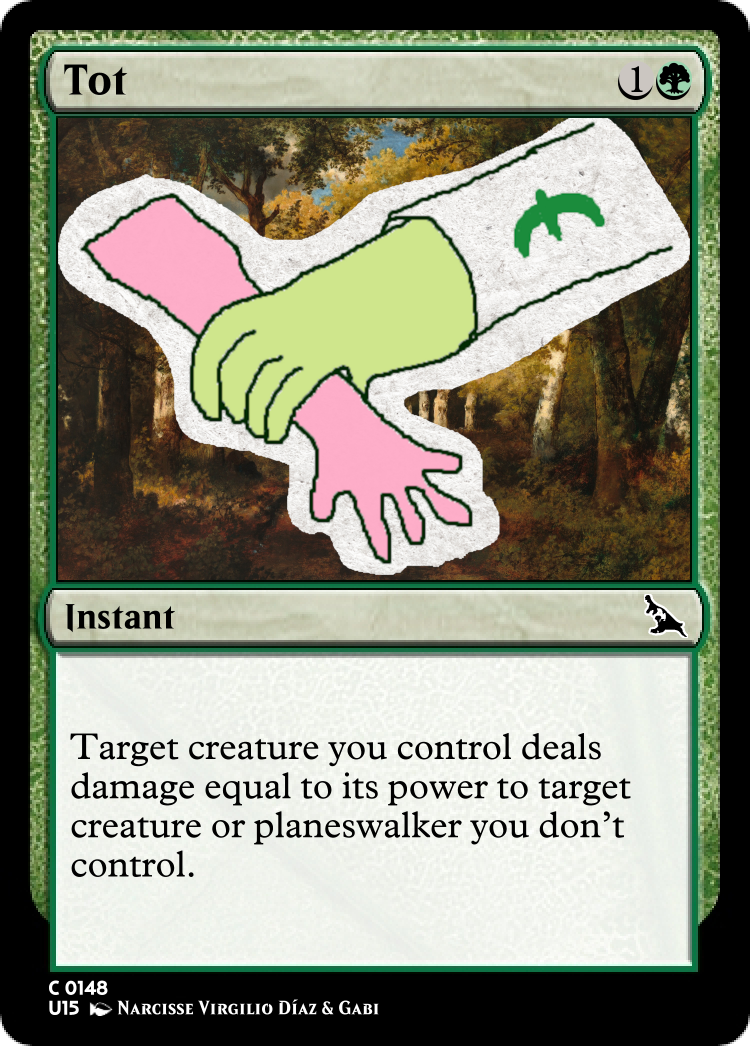 Tot 1
Instant
Target creature you control deals
damage equal to its power to target
creature or planeswalker you don't
control.
C 0148
U15 Narcisse Virgilio Díaz & Gabi